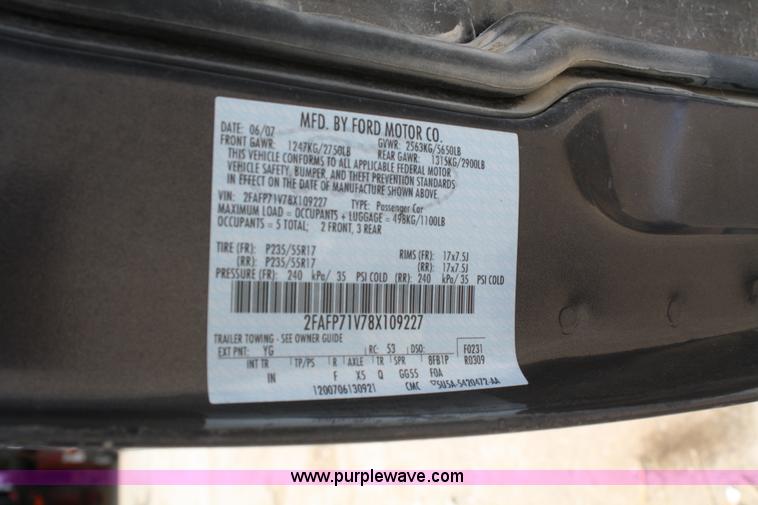 MFD. BY FORD MOTOR CO.
DATE: 06/07 GVWR: 2563KG/5650LB
FRONT GAWR: 1247KG/2750LB REAR GAWR: 1315KG/2900LB
THIS VEHICLE CONFORMS TO ALL APPLICABLE FEDERAL MOTOR
VEHICLE SAFETY, BUMPER, AND THEFT PREVENTION STANDARDS
IN EFFECT ON THE DATE OF MANUFACTURE SHOWN ABOVE
VIN: 2FAFP71V78X109227 TYPE: Passenger Car
MAXIMUM LOAD = OCCUPANTS + LUGGAGE = 498KG/1100LB
OCCUPANTS = 5 TOTAL; 2 FRONT, 3 REAR
TIRE (FR): P235/55R17 RIMS (FR): 17x7.5J
(RR): P235/55R17 (RR): 17x7.5J
PRESSURE (FR): 240 kPa/ 35 PSI COLD (RR): 240 kPa/ 35 PSI COLD
2FAFP71V78X109227
TRAILER TOWING - SEE OWNER GUIDE
EXT PNT: YG RC: 53 DSO: F0231
INT TR TP/PS R AXLE TR SPR 8FB1P R0309
IN F X5 Q GG55 FOA
1200706130921 CMC 5U5A-5420472-AA
www.purplewave.com